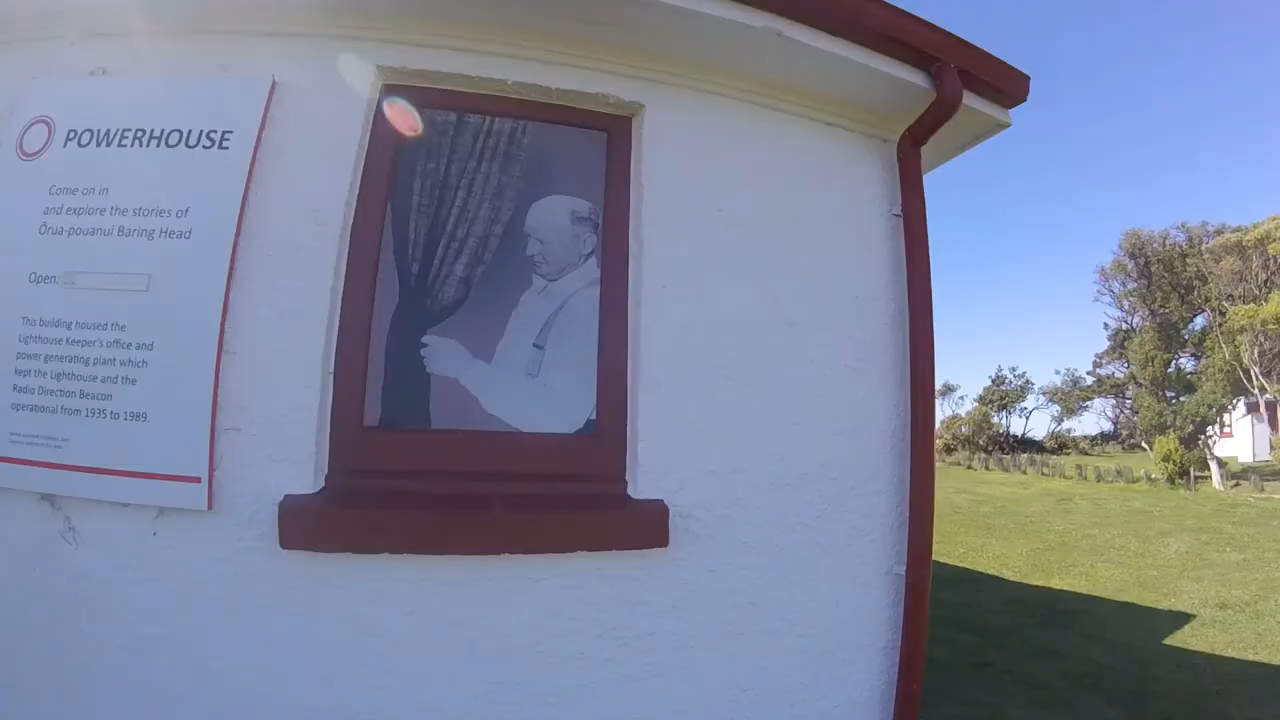 POWERHOUSE
Come on in
and explore the stories of
Ōrua-pouanui Baring Head
Open:
This building housed the
Lighthouse Keeper's office and
power generating plant which
kept the Lighthouse and the
Radio Direction Beacon
operational from 1935 to 1989.